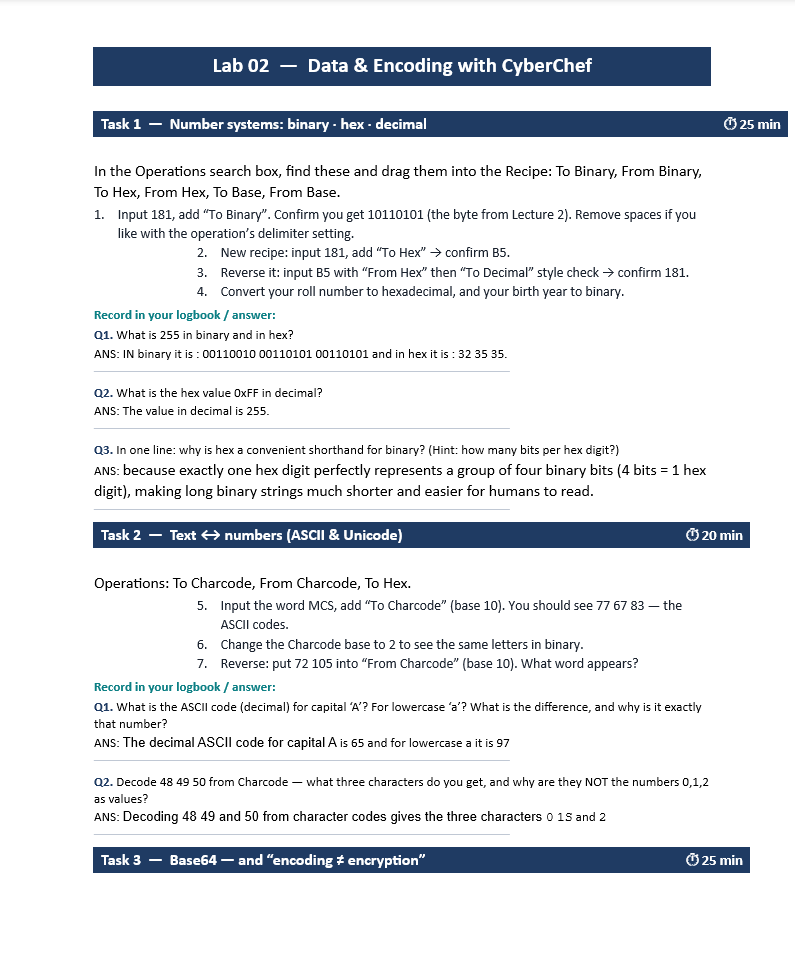 Lab 02 — Data & Encoding with CyberChef
Task 1 — Number systems: binary · hex · decimal ⏱ 25 min
In the Operations search box, find these and drag them into the Recipe: To Binary, From Binary,
To Hex, From Hex, To Base, From Base.
1. Input 181, add “To Binary”. Confirm you get 10110101 (the byte from Lecture 2). Remove spaces if you
like with the operation’s delimiter setting.
2. New recipe: input 181, add “To Hex” → confirm B5.
3. Reverse it: input B5 with “From Hex” then “To Decimal” style check → confirm 181.
4. Convert your roll number to hexadecimal, and your birth year to binary.
Record in your logbook / answer:
Q1. What is 255 in binary and in hex?
ANS: IN binary it is : 00110010 00110101 00110101 and in hex it is : 32 35 35.
Q2. What is the hex value 0xFF in decimal?
ANS: The value in decimal is 255.
Q3. In one line: why is hex a convenient shorthand for binary? (Hint: how many bits per hex digit?)
ANS: because exactly one hex digit perfectly represents a group of four binary bits (4 bits = 1 hex
digit), making long binary strings much shorter and easier for humans to read.
Task 2 — Text ↔ numbers (ASCII & Unicode) ⏱ 20 min
Operations: To Charcode, From Charcode, To Hex.
5. Input the word MCS, add “To Charcode” (base 10). You should see 77 67 83 — the
ASCII codes.
6. Change the Charcode base to 2 to see the same letters in binary.
7. Reverse: put 72 105 into “From Charcode” (base 10). What word appears?
Record in your logbook / answer:
Q1. What is the ASCII code (decimal) for capital ‘A’? For lowercase ‘a’? What is the difference, and why is it exactly
that number?
ANS: The decimal ASCII code for capital A is 65 and for lowercase a it is 97
Q2. Decode 48 49 50 from Charcode — what three characters do you get, and why are they NOT the numbers 0,1,2
as values?
ANS: Decoding 48 49 and 50 from character codes gives the three characters 0 1S and 2
Task 3 — Base64 — and “encoding ≠ encryption” ⏱ 25 min